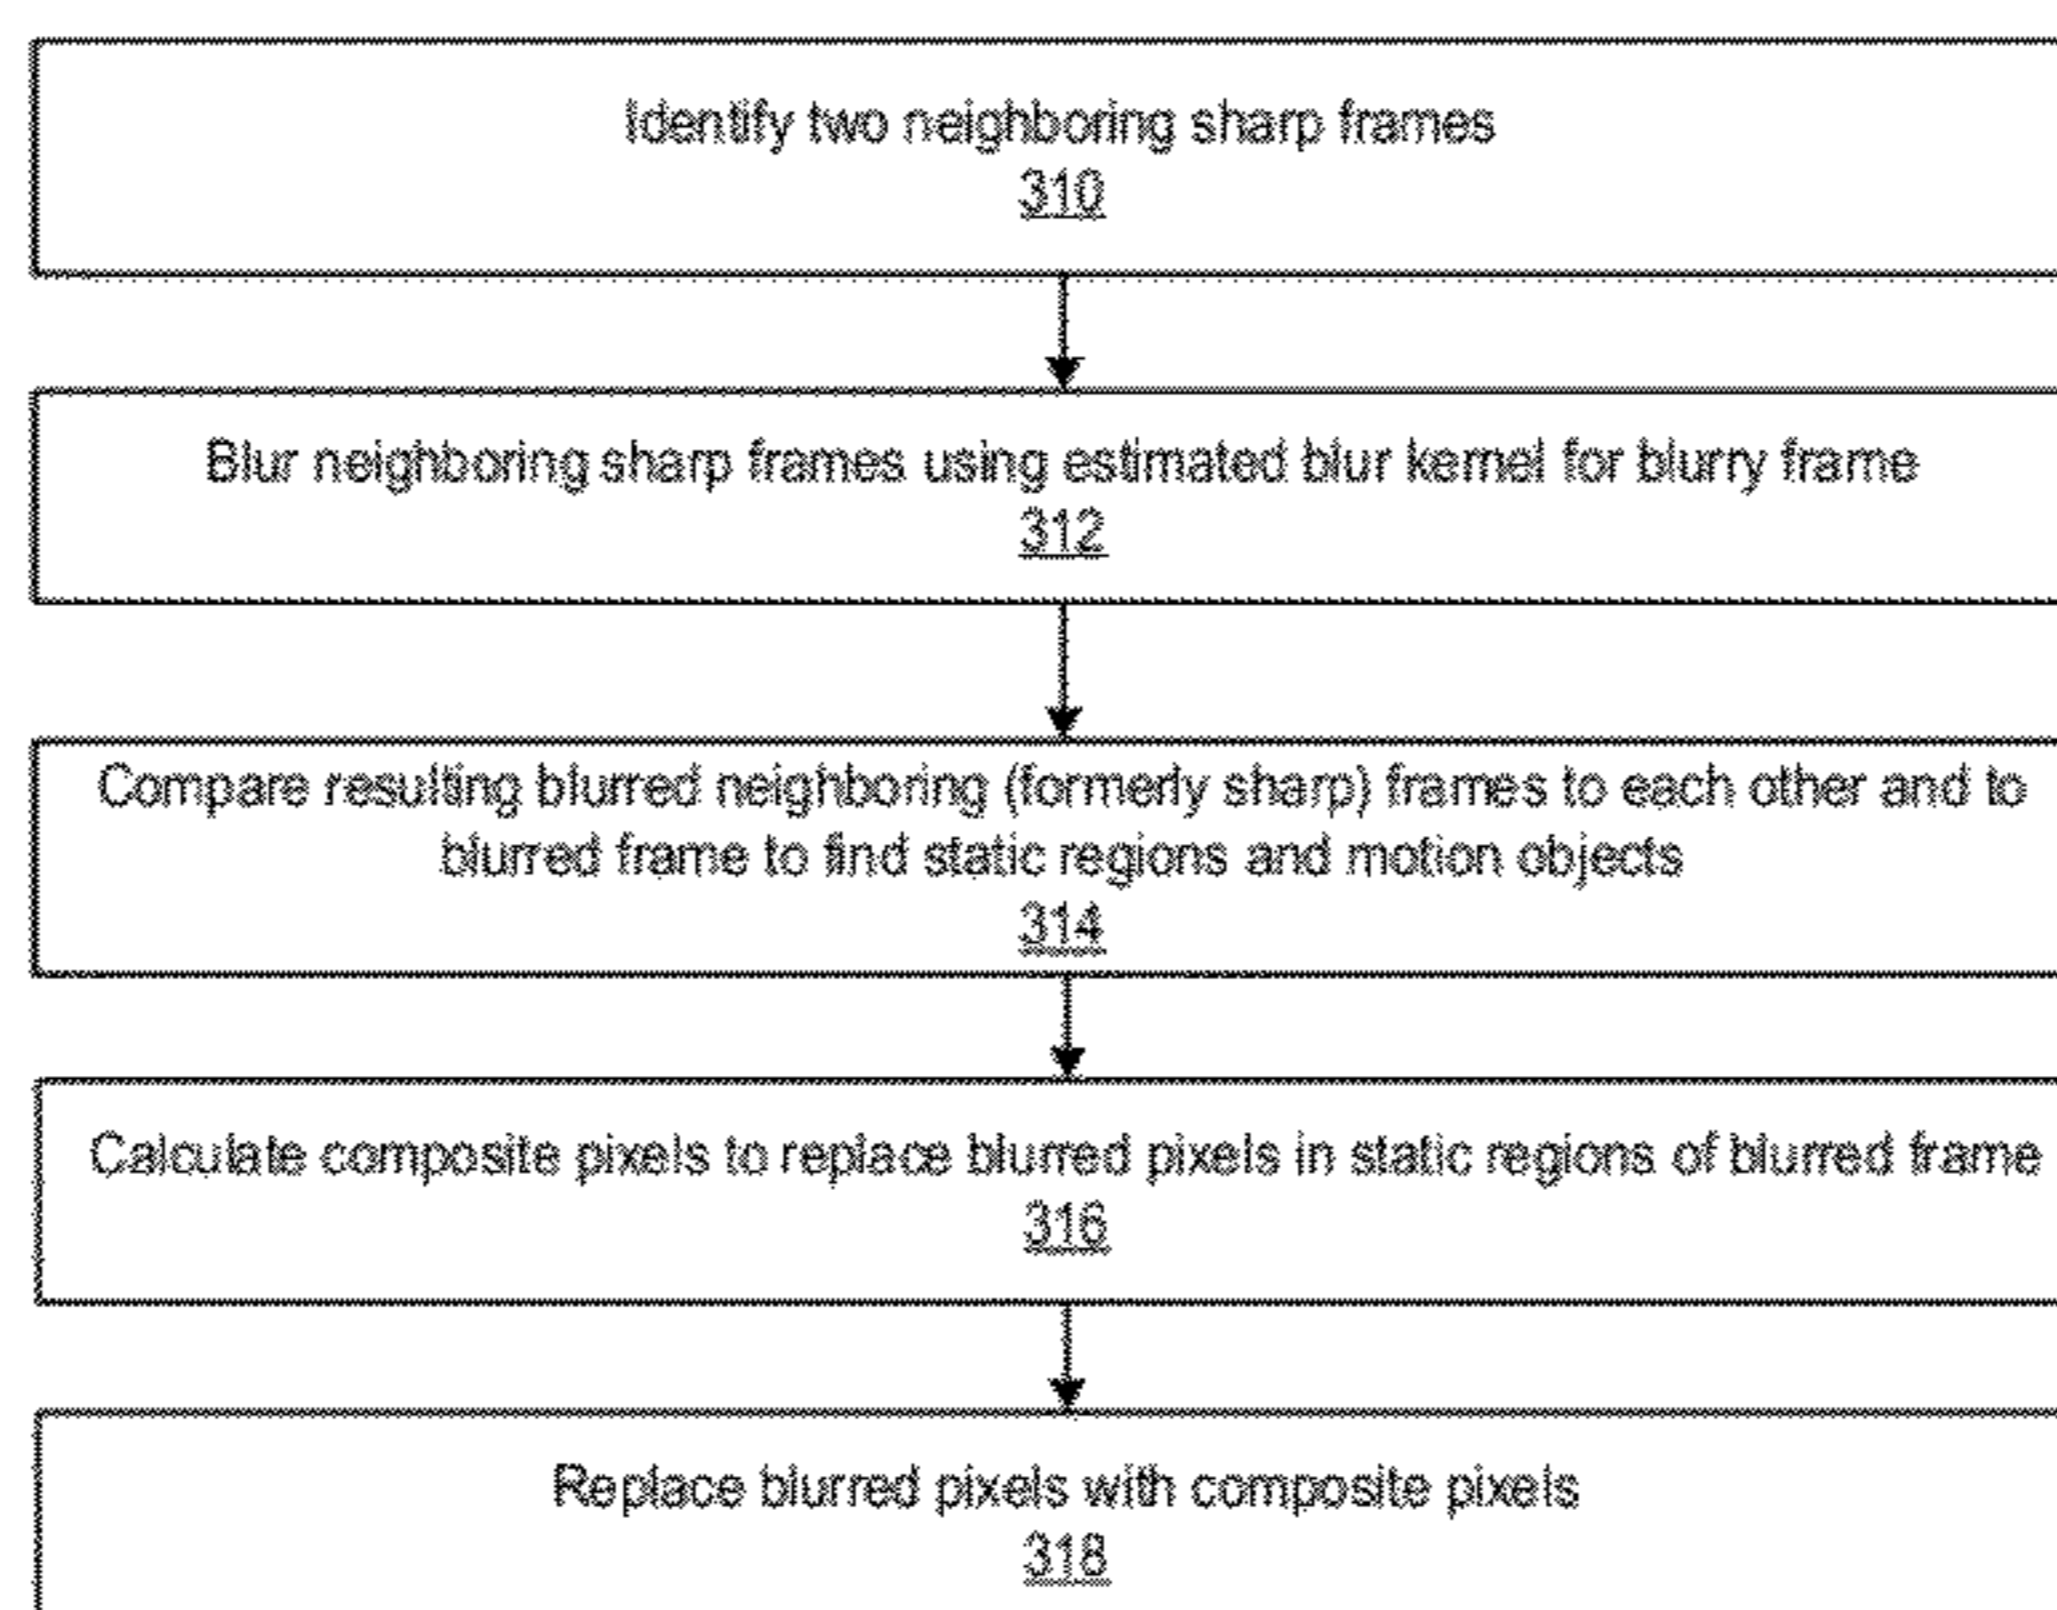 Identify two neighboring sharp frames
310
Blur neighboring sharp frames using estimated blur kernel for blurry frame
312
Compare resulting blurred neighboring (formerly sharp) frames to each other and to
blurred frame to find static regions and motion objects
314
Calculate composite pixels to replace blurred pixels in static regions of blurred frame
316
Replace blurred pixels with composite pixels
318